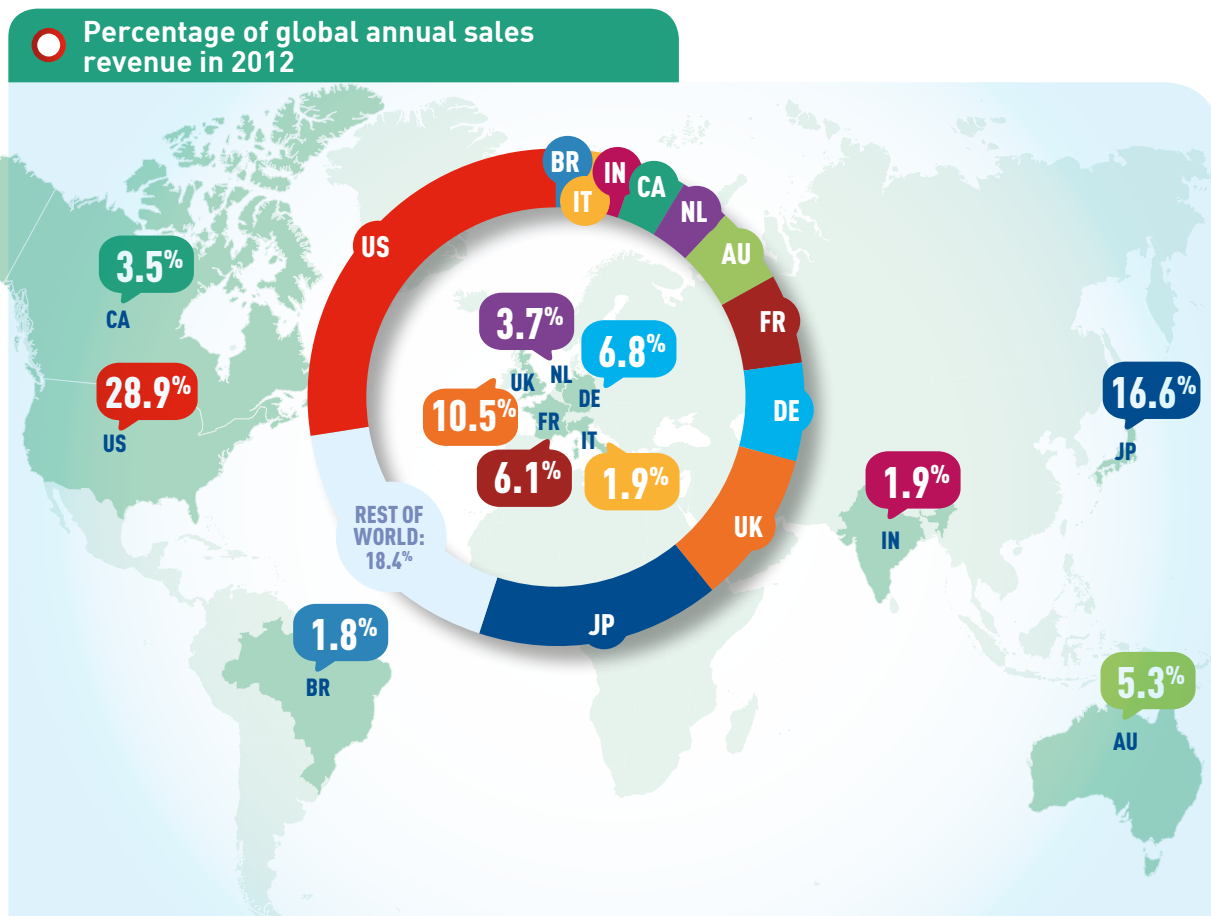 Percentage of global annual sales
revenue in 2012
BR
IT
IN
CA
NL
AU
FR
DE
UK
JP
REST OF
WORLD:
18.4%
US
3.5%
CA
28.9%
US
1.8%
BR
3.7%
NL
6.8%
DE
10.5%
UK
6.1%
FR
1.9%
IT
16.6%
JP
1.9%
IN
5.3%
AU